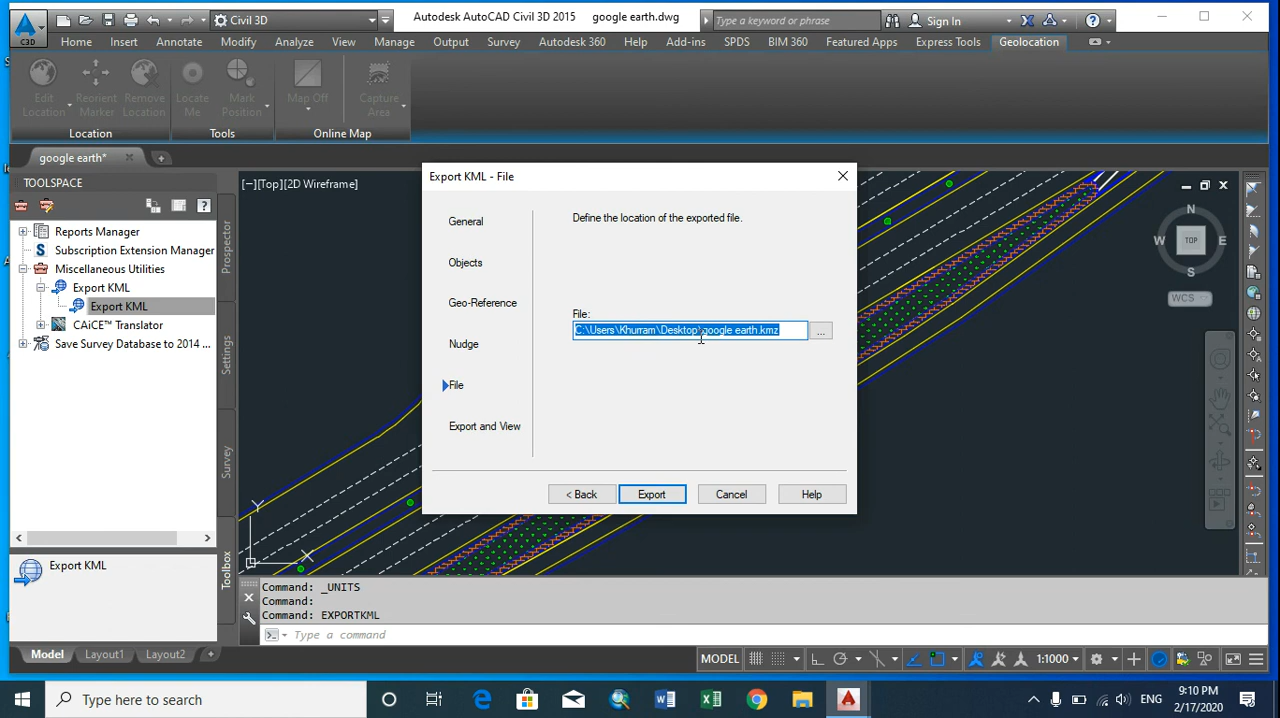 Civil 3D
Autodesk AutoCAD Civil 3D 2015 google earth.dwg
Type a keyword or phrase
Sign In
C3D
Home Insert Annotate Modify Analyze View Manage Output Survey Autodesk 360 Help Add-ins SPDS BIM 360 Featured Apps Express Tools Geolocation
Edit Location
Reorient Marker
Remove Location
Locate Me
Mark Position
Map Off
Capture Area
Location Tools Online Map
google earth*
TOOLSPACE
[−][Top][2D Wireframe]
Reports Manager
Subscription Extension Manager
Miscellaneous Utilities
Export KML
Export KML
CAiCE™ Translator
Save Survey Database to 2014 ...
Prospector
Settings
Survey
Toolbox
Export KML
Export KML - File
General
Objects
Geo-Reference
Nudge
File
Export and View
Define the location of the exported file.
File:
C:\Users\Khurram\Desktop\google earth.kmz
...
< Back
Export
Cancel
Help
N
W TOP E
S
WCS
Y
X
Command: _UNITS
Command:
Command: EXPORTKML
Type a command
Model Layout1 Layout2
MODEL
1:1000
Type here to search
ENG
9:10 PM
2/17/2020